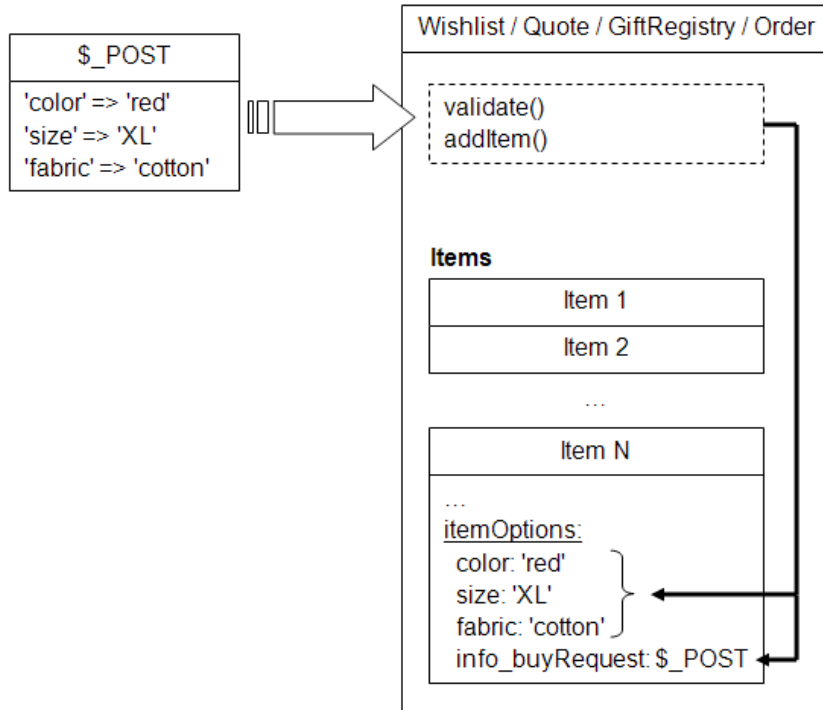 $_POST
'color' => 'red'
'size' => 'XL'
'fabric' => 'cotton'
Wishlist / Quote / GiftRegistry / Order
validate()
addItem()
Items
Item 1
Item 2
...
Item N
...
itemOptions:
color: 'red'
size: 'XL'
fabric: 'cotton'
info_buyRequest: $_POST